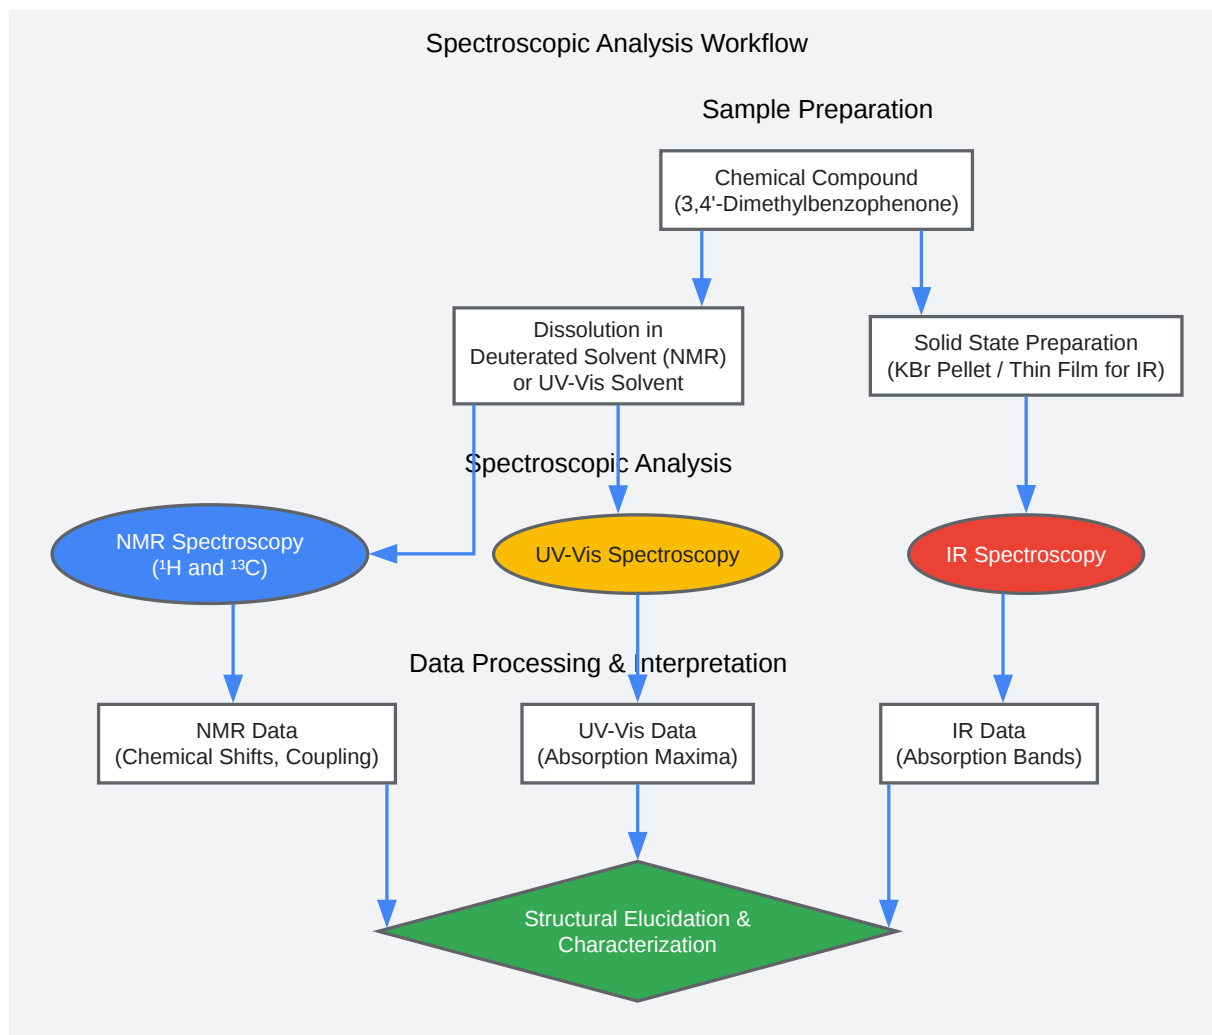 Spectroscopic Analysis Workflow
Sample Preparation
Chemical Compound
(3,4'-Dimethylbenzophenone)
Dissolution in
Deuterated Solvent (NMR)
or UV-Vis Solvent
Solid State Preparation
(KBr Pellet / Thin Film for IR)
Spectroscopic Analysis
NMR Spectroscopy
(¹H and ¹³C)
UV-Vis Spectroscopy
IR Spectroscopy
Data Processing & Interpretation
NMR Data
(Chemical Shifts, Coupling)
UV-Vis Data
(Absorption Maxima)
IR Data
(Absorption Bands)
Structural Elucidation &
Characterization